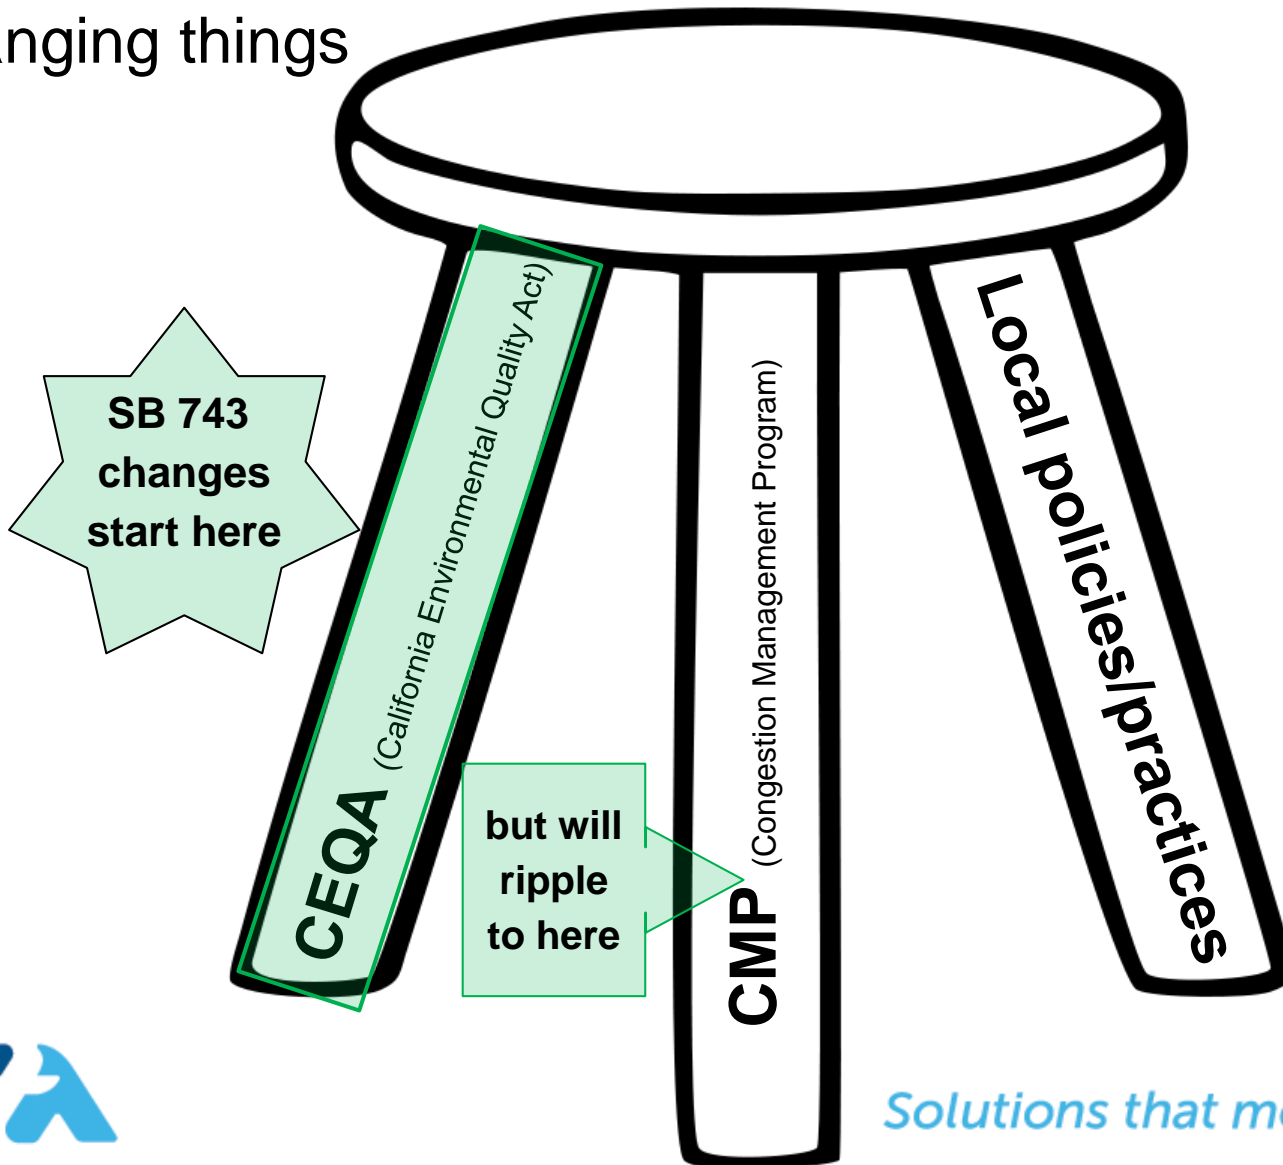 things
SB 743
changes
start here
CEQA (California Environmental Quality Act)
but will
ripple
to here
CMP (Congestion Management Program)
Local policies/practices
Solutions that